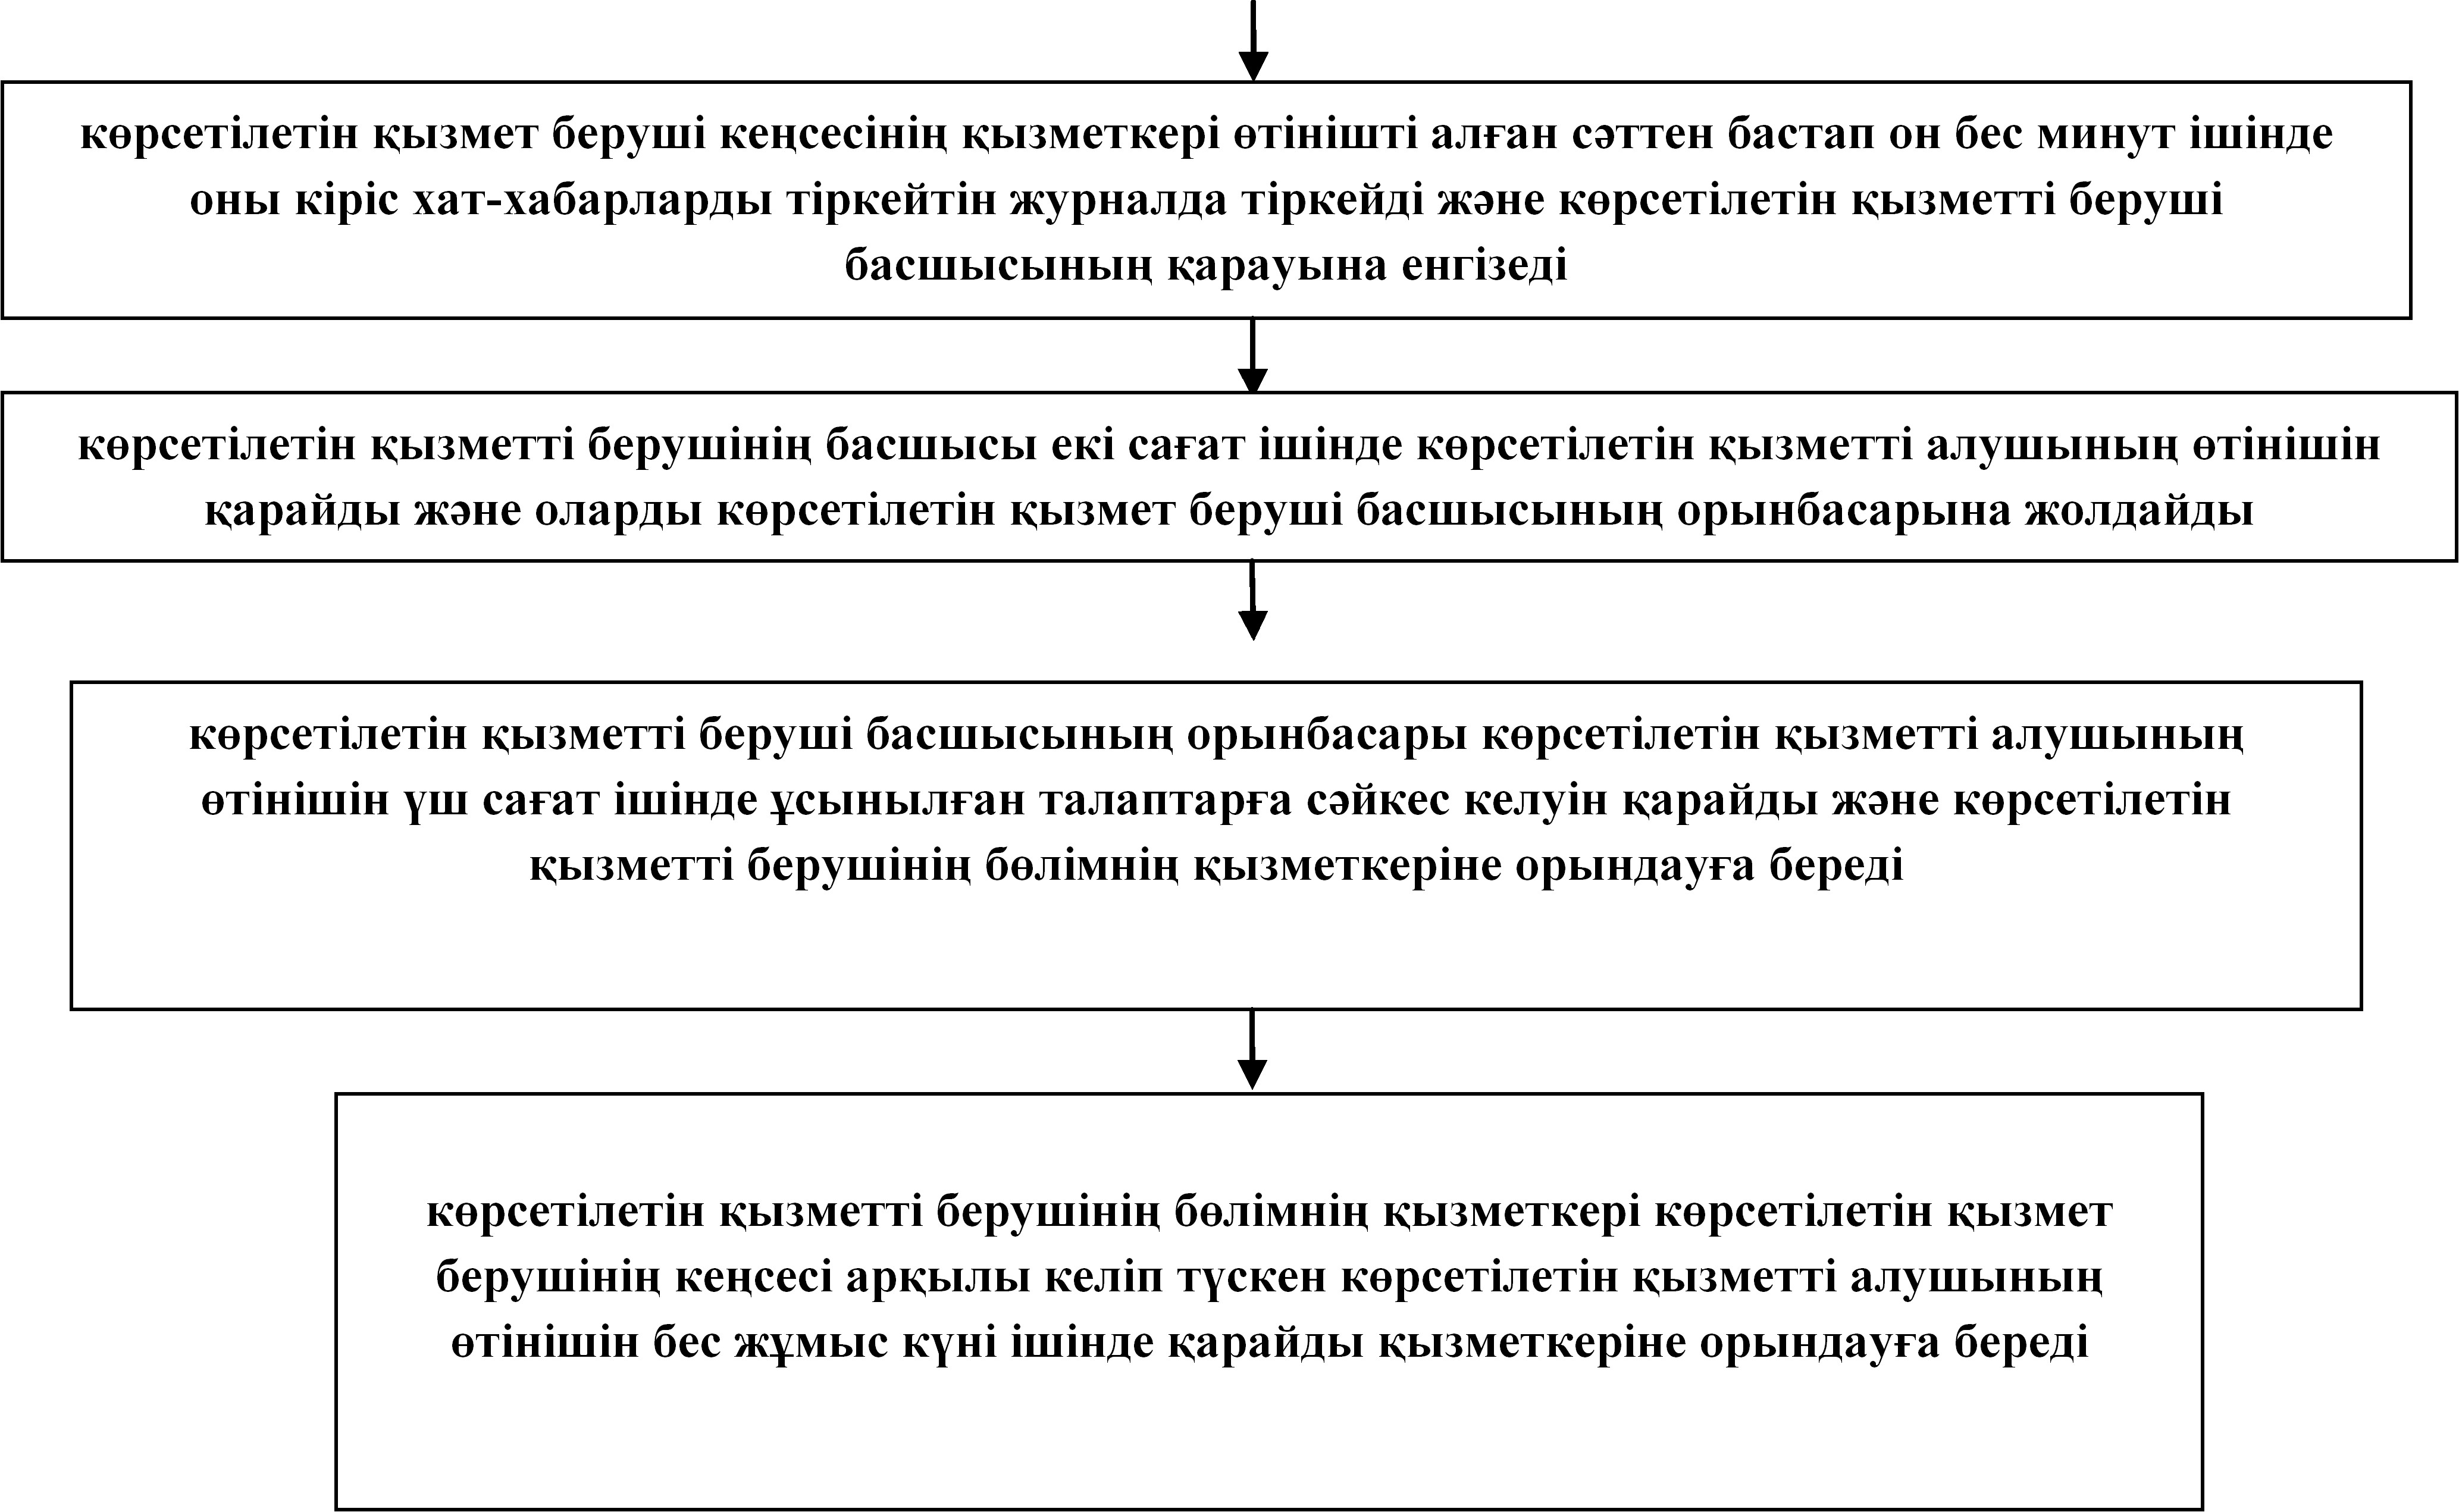 көрсетілетін қызмет беруші кеңсесінің қызметкері өтінішті алған сәттен бастап он бес минут ішінде
оны кіріс хат-хабарларды тіркейтін журналда тіркейді және көрсетілетін қызметті беруші
басшысының қарауына енгізеді
көрсетілетін қызметті берушінің басшысы екі сағат ішінде көрсетілетін қызметті алушының өтінішін
қарайды және оларды көрсетілетін қызмет беруші басшысының орынбасарына жолдайды
көрсетілетін қызметті беруші басшысының орынбасары көрсетілетін қызметті алушының
өтінішін үш сағат ішінде ұсынылған талаптарға сәйкес келуін қарайды және көрсетілетін
қызметті берушінің бөлімнің қызметкеріне орындауға береді
көрсетілетін қызметті берушінің бөлімнің қызметкері көрсетілетін қызмет
берушінің кеңсесі арқылы келіп түскен көрсетілетін қызметті алушының
өтінішін бес жұмыс күні ішінде қарайды қызметкеріне орындауға береді